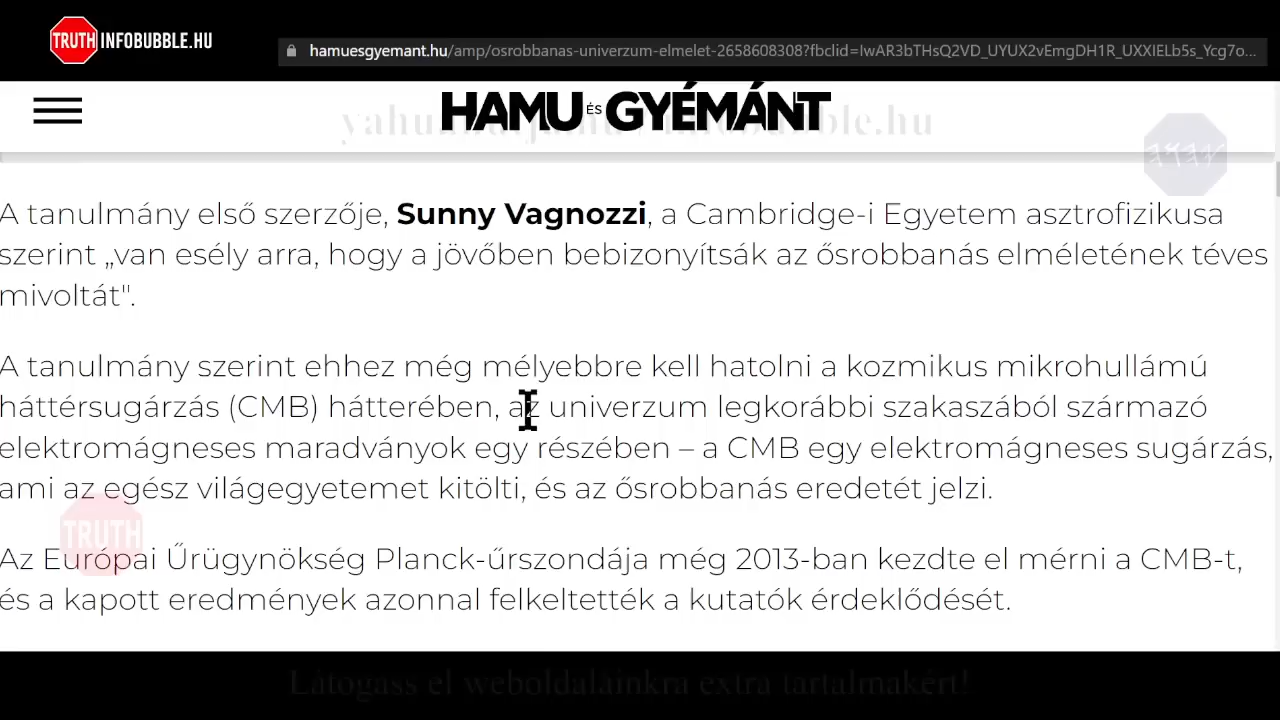 TRUTH INFOBUBBLE.HU
hamuesgyemant.hu/amp/osrobbanas-univerzum-elmelet-2658608308?fbclid=IwAR3bTHsQ2VD_UYUX2vEmgDH1R_UXXIELb5s_Ycg7o...
HAMU ÉS GYÉMÁNT
A tanulmány első szerzője, Sunny Vagnozzi, a Cambridge-i Egyetem asztrofizikusa
szerint „van esély arra, hogy a jövőben bebizonyítsák az ősrobbanás elméletének téves
mivoltát".
A tanulmány szerint ehhez még mélyebbre kell hatolni a kozmikus mikrohullámú
háttérsugárzás (CMB) hátterében, az univerzum legkorábbi szakaszából származó
elektromágneses maradványok egy részében – a CMB egy elektromágneses sugárzás,
ami az egész világegyetemet kitölti, és az ősrobbanás eredetét jelzi.
TRUTH
Az Európai Űrügynökség Planck-űrszondája még 2013-ban kezdte el mérni a CMB-t,
és a kapott eredmények azonnal felkeltették a kutatók érdeklődését.
Látogass el weboldalainkra extra tartalmakért!